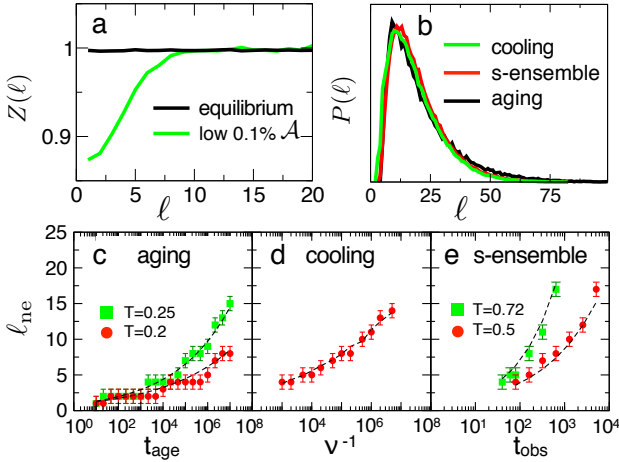 a
Z(ℓ)
1
0.9
0 5 10 15 20
ℓ
equilibrium
low 0.1% 𝒜
b
P(ℓ)
0 25 50 75
ℓ
cooling
s-ensemble
aging
c aging
ℓne
25
20
15
10
5
0
T=0.25
T=0.2
10⁰ 10² 10⁴ 10⁶ 10⁸
tage
d cooling
10⁴ 10⁶ 10⁸
ν⁻¹
e s-ensemble
T=0.72
T=0.5
10¹ 10² 10³ 10⁴
tobs